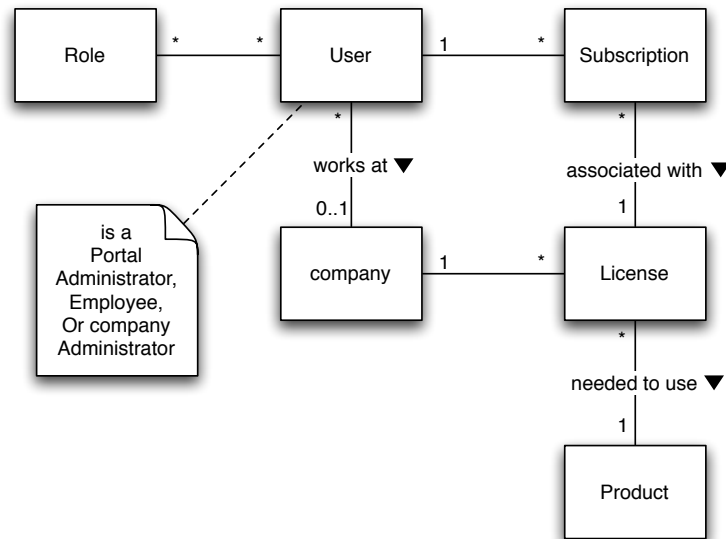 Role
*
*
User
1
*
Subscription
*
works at ▼
0..1
*
associated with ▼
1
is a
Portal
Administrator,
Employee,
Or company
Administrator
company
1
*
License
*
needed to use ▼
1
Product